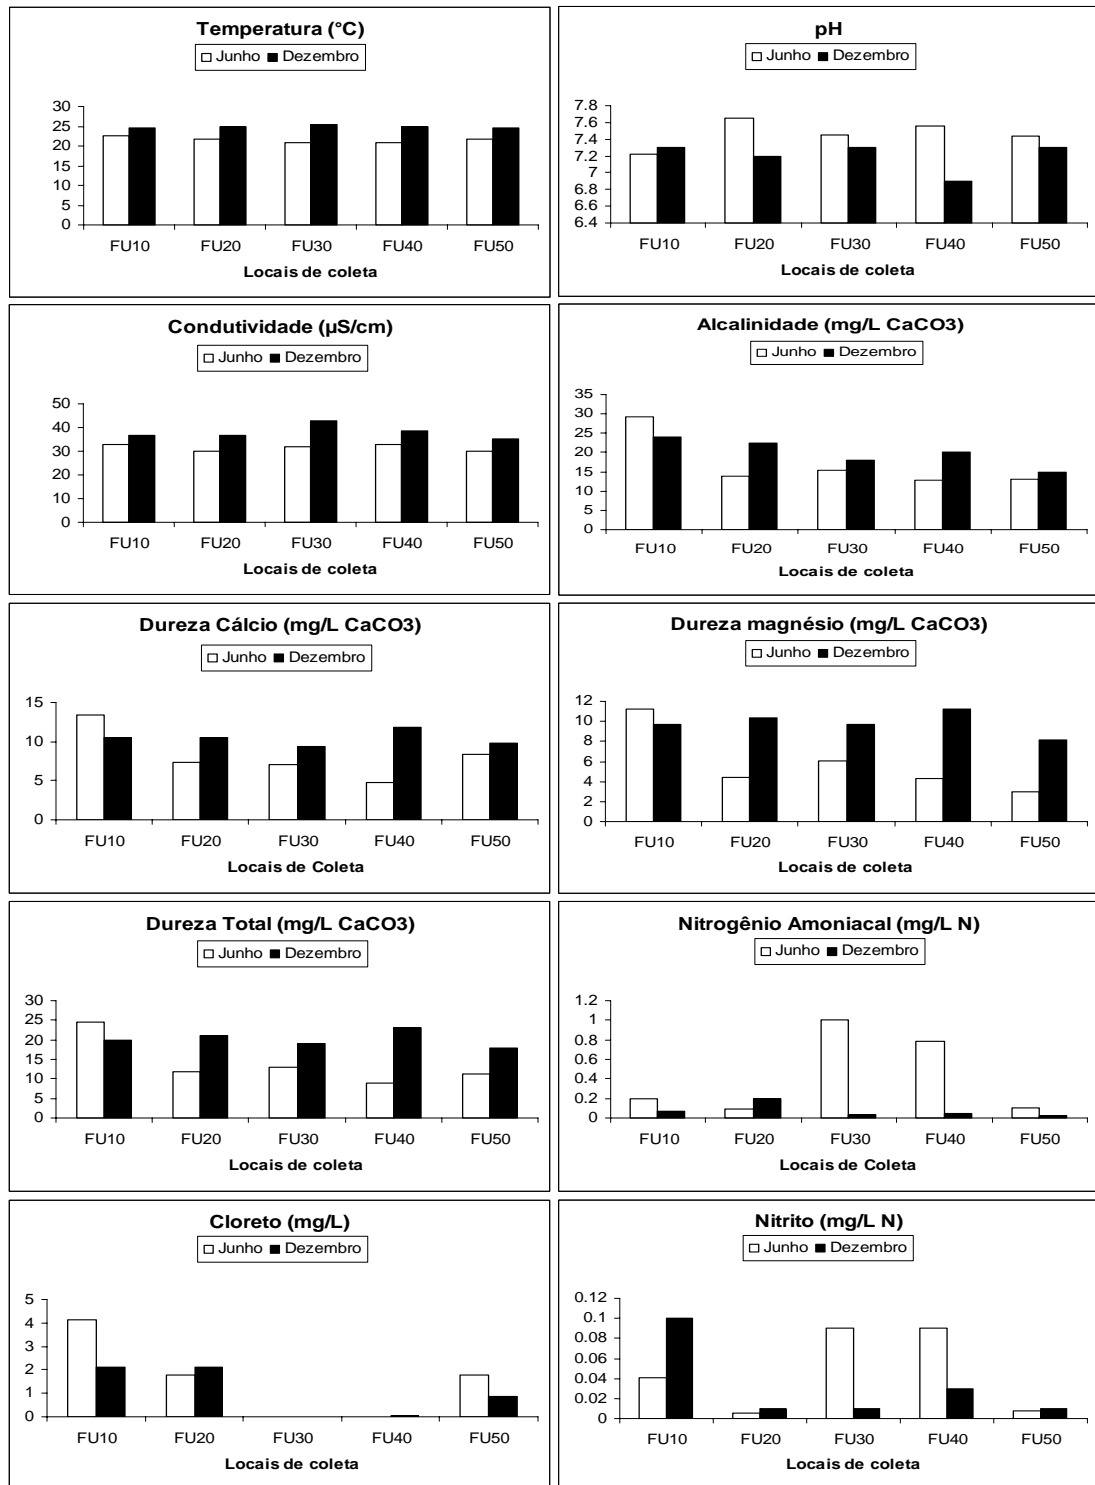 Temperatura (°C)
Junho Dezembro
30
25
20
15
10
5
0
FU10 FU20 FU30 FU40 FU50
Locais de coleta
pH
Junho Dezembro
7.8
7.6
7.4
7.2
7
6.8
6.6
6.4
FU10 FU20 FU30 FU40 FU50
Locais de coleta
Condutividade (µS/cm)
Junho Dezembro
50
40
30
20
10
0
FU10 FU20 FU30 FU40 FU50
Locais de coleta
Alcalinidade (mg/L CaCO3)
Junho Dezembro
35
30
25
20
15
10
5
0
FU10 FU20 FU30 FU40 FU50
Locais de coleta
Dureza Cálcio (mg/L CaCO3)
Junho Dezembro
15
10
5
0
FU10 FU20 FU30 FU40 FU50
Locais de Coleta
Dureza magnésio (mg/L CaCO3)
Junho Dezembro
12
10
8
6
4
2
0
FU10 FU20 FU30 FU40 FU50
Locais de coleta
Dureza Total (mg/L CaCO3)
Junho Dezembro
30
25
20
15
10
5
0
FU10 FU20 FU30 FU40 FU50
Locais de coleta
Nitrogênio Amoniacal (mg/L N)
Junho Dezembro
1.2
1
0.8
0.6
0.4
0.2
0
FU10 FU20 FU30 FU40 FU50
Locais de Coleta
Cloreto (mg/L)
Junho Dezembro
5
4
3
2
1
0
FU10 FU20 FU30 FU40 FU50
Locais de coleta
Nitrito (mg/L N)
Junho Dezembro
0.12
0.1
0.08
0.06
0.04
0.02
0
FU10 FU20 FU30 FU40 FU50
Locais de coleta